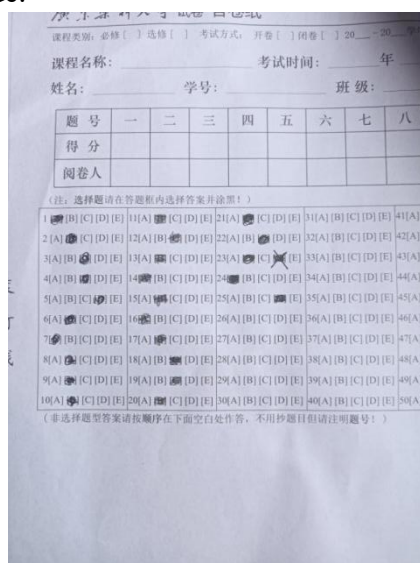 课程类别: 必修 [ ] 选修 [ ] 考试方式: 开卷 [ ] 闭卷 [ ] 20___-20
课程名称: 考试时间: 年
姓名: 学号: 班 级:
题 号 一 二 三 四 五 六 七 八
得 分
阅卷人
(注: 选择题请在答题框内选择答案并涂黑! )
1 [B] [C] [D] [E] 11[A] [C] [D] [E] 21[A] [C] [D] [E] 31[A] [B] [C] [D] [E] 41[A]
2 [A] [C] [D] [E] 12[A] [B] [D] [E] 22[A] [B] [D] [E] 32[A] [B] [C] [D] [E] 42[A]
3[A] [B] [D] [E] 13[A] [C] [D] [E] 23[A] [C] [E] 33[A] [B] [C] [D] [E] 43[A]
4[A] [B] [D] [E] 14 [B] [C] [D] [E] 24 [B] [C] [D] [E] 34[A] [B] [C] [D] [E] 44[A]
5[A] [B] [C] [E] 15[A] [C] [D] [E] 25[A] [B] [C] [E] 35[A] [B] [C] [D] [E] 45[A]
6[A] [C] [D] [E] 16 [B] [C] [D] [E] 26[A] [B] [C] [D] [E] 36[A] [B] [C] [D] [E] 46[A]
7 [B] [C] [D] [E] 17[A] [C] [D] [E] 27[A] [B] [C] [D] [E] 37[A] [B] [C] [D] [E] 47[A]
8[A] [C] [D] [E] 18[A] [B] [D] [E] 28[A] [B] [C] [D] [E] 38[A] [B] [C] [D] [E] 48[A]
9[A] [C] [D] [E] 19[A] [B] [D] [E] 29[A] [B] [C] [D] [E] 39[A] [B] [C] [D] [E] 49[A]
10[A] [C] [D] [E] 20[A] [C] [D] [E] 30[A] [B] [C] [D] [E] 40[A] [B] [C] [D] [E] 50[A]
(非选择题型答案请按顺序在下面空白处作答, 不用抄题目但请注明题号! )